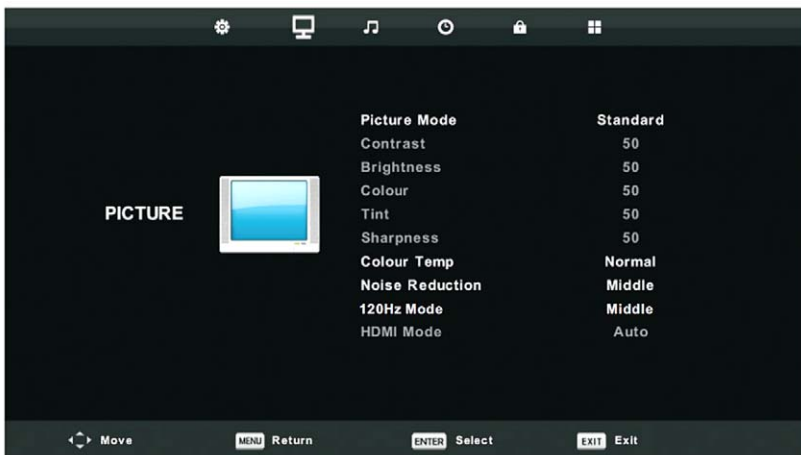 Picture Mode Standard
Contrast 50
Brightness 50
Colour 50
PICTURE
Tint 50
Sharpness 50
Colour Temp Normal
Noise Reduction Middle
120Hz Mode Middle
HDMI Mode Auto
Move MENU Return ENTER Select EXIT Exit